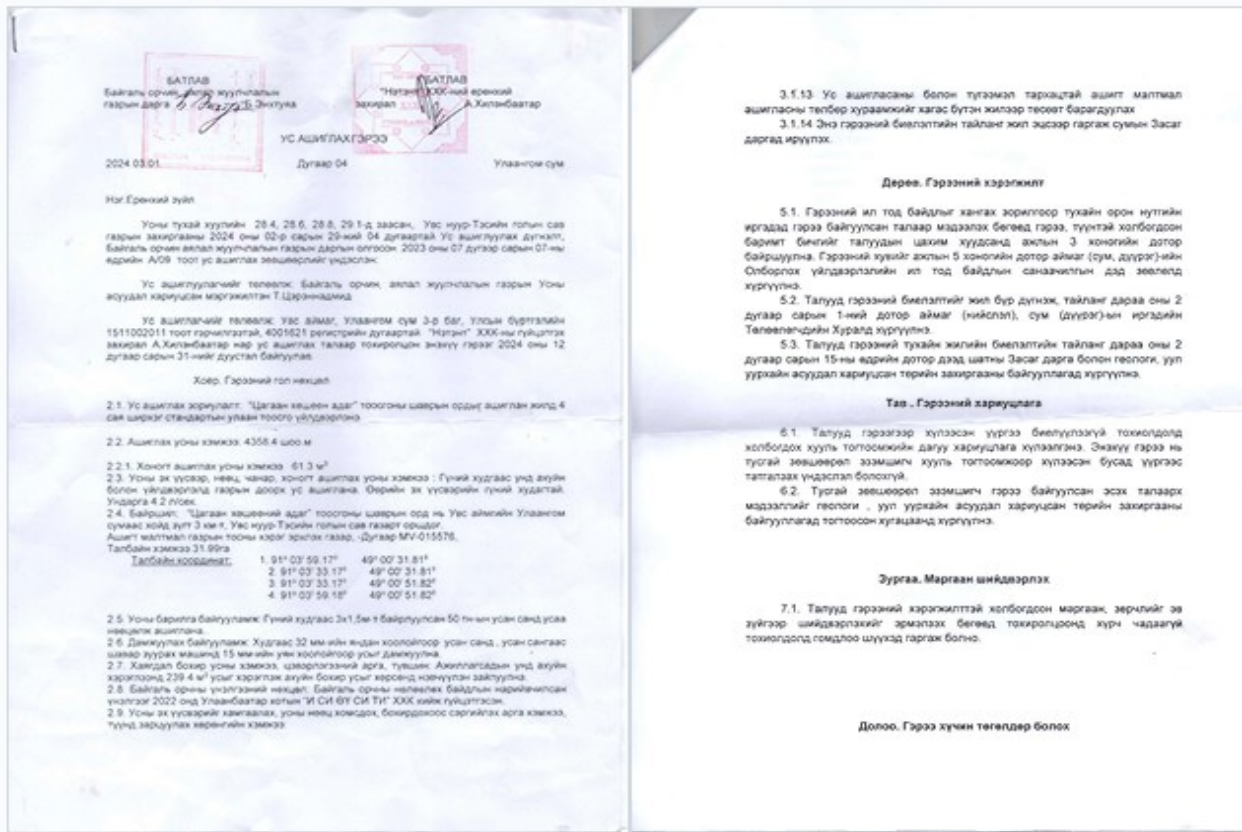 БАТЛАВ
Байгаль орчин, аялал жуулчлалын
газрын дарга Б.Энхтуяа
БАТЛАВ
"Нэтэнт" ХХК-ний ерөнхий
захирал А.Хиланбаатар
УС АШИГЛАХ ГЭРЭЭ
2024.03.01 Дугаар 04 Улаангом сум
Нэг.Ерөнхий зүйл
Усны тухай хуулийн 28.4, 28.6, 28.8, 29.1-д заасан, Увс нуур-Тэсийн голын сав
газрын захиргааны 2024 оны 02-р сарын 29-ний 04 дугаартай Ус ашиглуулах дүгнэлт,
Байгаль орчин аялал жуулчлалын газрын даргын олгосон 2023 оны 07 дугаар сарын 07-ны
өдрийн А/09 тоот ус ашиглах зөвшөөрлийг үндэслэн:
Ус ашиглуулагчийг төлөөлж: Байгаль орчин, аялал жуулчлалын газрын Усны
асуудал хариуцсан мэргэжилтэн Т.Цэрэннадмид
Ус ашиглагчийг төлөөлж: Увс аймаг, Улаангом сум 3-р баг, Улсын бүртгэлийн
1511002011 тоот гэрчилгээтэй, 4001621 регистрийн дугаартай "Нэтэнт" ХХК-ны гүйцэтгэх
захирал А.Хиланбаатар нар ус ашиглах талаар тохиролцон энэхүү гэрээг 2024 оны 12
дугаар сарын 31-нийг дуустал байгуулав.
Хоёр. Гэрээний гол нөхцөл
2.1. Ус ашиглах зориулалт: "Цагаан хөшөөн адаг" тоосгоны шаврын ордыг ашиглан жилд 4
сая ширхэг стандартын улаан тоосго үйлдвэрлэнэ
2.2. Ашиглах усны хэмжээ: 4358.4 шоо.м
2.2.1. Хоногт ашиглах усны хэмжээ 61.3 м³
2.3. Усны эх үүсвэр, нөөц, чанар, хоногт ашиглах усны хэмжээ : Гүний худгаас унд ахуйн
болон үйлдвэрлэлд газрын доорх ус ашиглана. Өөрийн эх үүсвэрийн гүний худагтай.
Ундарга 4.2 л/сек.
2.4. Байршил: "Цагаан хөшөөний адаг" тоосгоны шаврын орд нь Увс аймгийн Улаангом
сумаас хойд зүгт 3 км-т, Увс нуур-Тэсийн голын сав газарт оршдог.
Ашигт малтмал газрын тосны хэрэг эрхлэх газар, -Дугаар MV-015576,
Талбайн хэмжээ 31.99га
Талбайн координат: 1. 91⁰ 03' 59.17⁰ 49⁰ 00' 31.81⁰
2. 91⁰ 03' 33.17⁰ 49⁰ 00' 31.81⁰
3. 91⁰ 03' 33.17⁰ 49⁰ 00' 51.82⁰
4. 91⁰ 03' 59.18⁰ 49⁰ 00' 51.82⁰
2.5. Усны барилга байгууламж: Гүний худгаас 3х1,5м-т байрлуулсан 50 тн-ын усан санд усаа
нөөцлөж ашиглана.
2.6. Дамжуулах байгууламж: Худгаас 32 мм-ийн яндан хоолойгоор усан санд , усан сангаас
шавар зуурах машинд 15 мм-ийн уян хоолойгоор усыг дамжуулна.
2.7. Хаягдал бохир усны хэмжээ, цэвэрлэгээний арга, түвшин: Ажиллагсадын унд ахуйн
хэрэглээнд 239.4 м³ усыг хэрэглэж ахуйн бохир усыг хөрсөнд нэвчүүлэн зайлуулна.
2.8. Байгаль орчны үнэлгээний нөхцөл: Байгаль орчны нөлөөлөх байдлын нарийвчилсан
үнэлгээг 2022 онд Улаанбаатар хотын "И СИ ӨҮ СИ ТИ" ХХК хийж гүйцэтгэсэн.
2.9. Усны эх үүсвэрийг хамгаалах, усны нөөц хомсдох, бохирдохоос сэргийлэх арга хэмжээ,
түүнд зарцуулах хөрөнгийн хэмжээ:
3.1.13 Ус ашигласаны болон түгээмэл тархацтай ашигт малтмал
ашигласны төлбөр хураамжийг хагас бүтэн жилээр төсөвт барагдуулах
3.1.14 Энэ гэрээний биелэлтийн тайланг жил эцсээр гаргаж сумын Засаг
даргад ирүүлэх.
Дөрөв. Гэрээний хэрэгжилт
5.1. Гэрээний ил тод байдлыг хангах зорилгоор тухайн орон нутгийн
иргэдэд гэрээ байгуулсан талаар мэдээлэх бөгөөд гэрээ, түүнтэй холбогдсон
баримт бичгийг талуудын цахим хуудсанд ажлын 3 хоногийн дотор
байршуулна. Гэрээний хувийг ажлын 5 хоногийн дотор аймаг (сум, дүүрэг)-ийн
Олборлох үйлдвэрлэлийн ил тод байдлын санаачилгын дэд зөвлөлд
хүргүүлнэ.
5.2. Талууд гэрээний биелэлтийг жил бүр дүгнэж, тайланг дараа оны 2
дугаар сарын 1-ний дотор аймаг (нийслэл), сум (дүүрэг)-ын иргэдийн
Төлөөлөгчдийн Хуралд хүргүүлнэ.
5.3. Талууд гэрээний тухайн жилийн биелэлтийн тайланг дараа оны 2
дугаар сарын 15-ны өдрийн дотор дээд шатны Засаг дарга болон геологи, уул
уурхайн асуудал хариуцсан төрийн захиргааны байгууллагад хүргүүлнэ.
Тав . Гэрээний хариуцлага
6.1. Талууд гэрээгээр хүлээсэн үүргээ биелүүлээгүй тохиолдолд
холбогдох хууль тогтоомжийн дагуу хариуцлага хүлээлгэнэ. Энэхүү гэрээ нь
тусгай зөвшөөрөл эзэмшигч хууль тогтоомжоор хүлээсэн бусад үүргээс
татгалзах үндэслэл болохгүй.
6.2. Тусгай зөвшөөрөл эзэмшигч гэрээ байгуулсан эсэх талаарх
мэдээллийг геологи , уул уурхайн асуудал хариуцсан төрийн захиргааны
байгууллагад тогтоосон хугацаанд хүргүүлнэ.
Зургаа. Маргаан шийдвэрлэх
7.1. Талууд гэрээний хэрэгжилттэй холбогдсон маргаан, зөрчлийг эв
зүйгээр шийдвэрлэхийг эрмэлзэх бөгөөд тохиролцоонд хүрч чадаагүй
тохиолдолд гомдлоо шүүхэд гаргаж болно.
Долоо. Гэрээ хүчин төгөлдөр болох